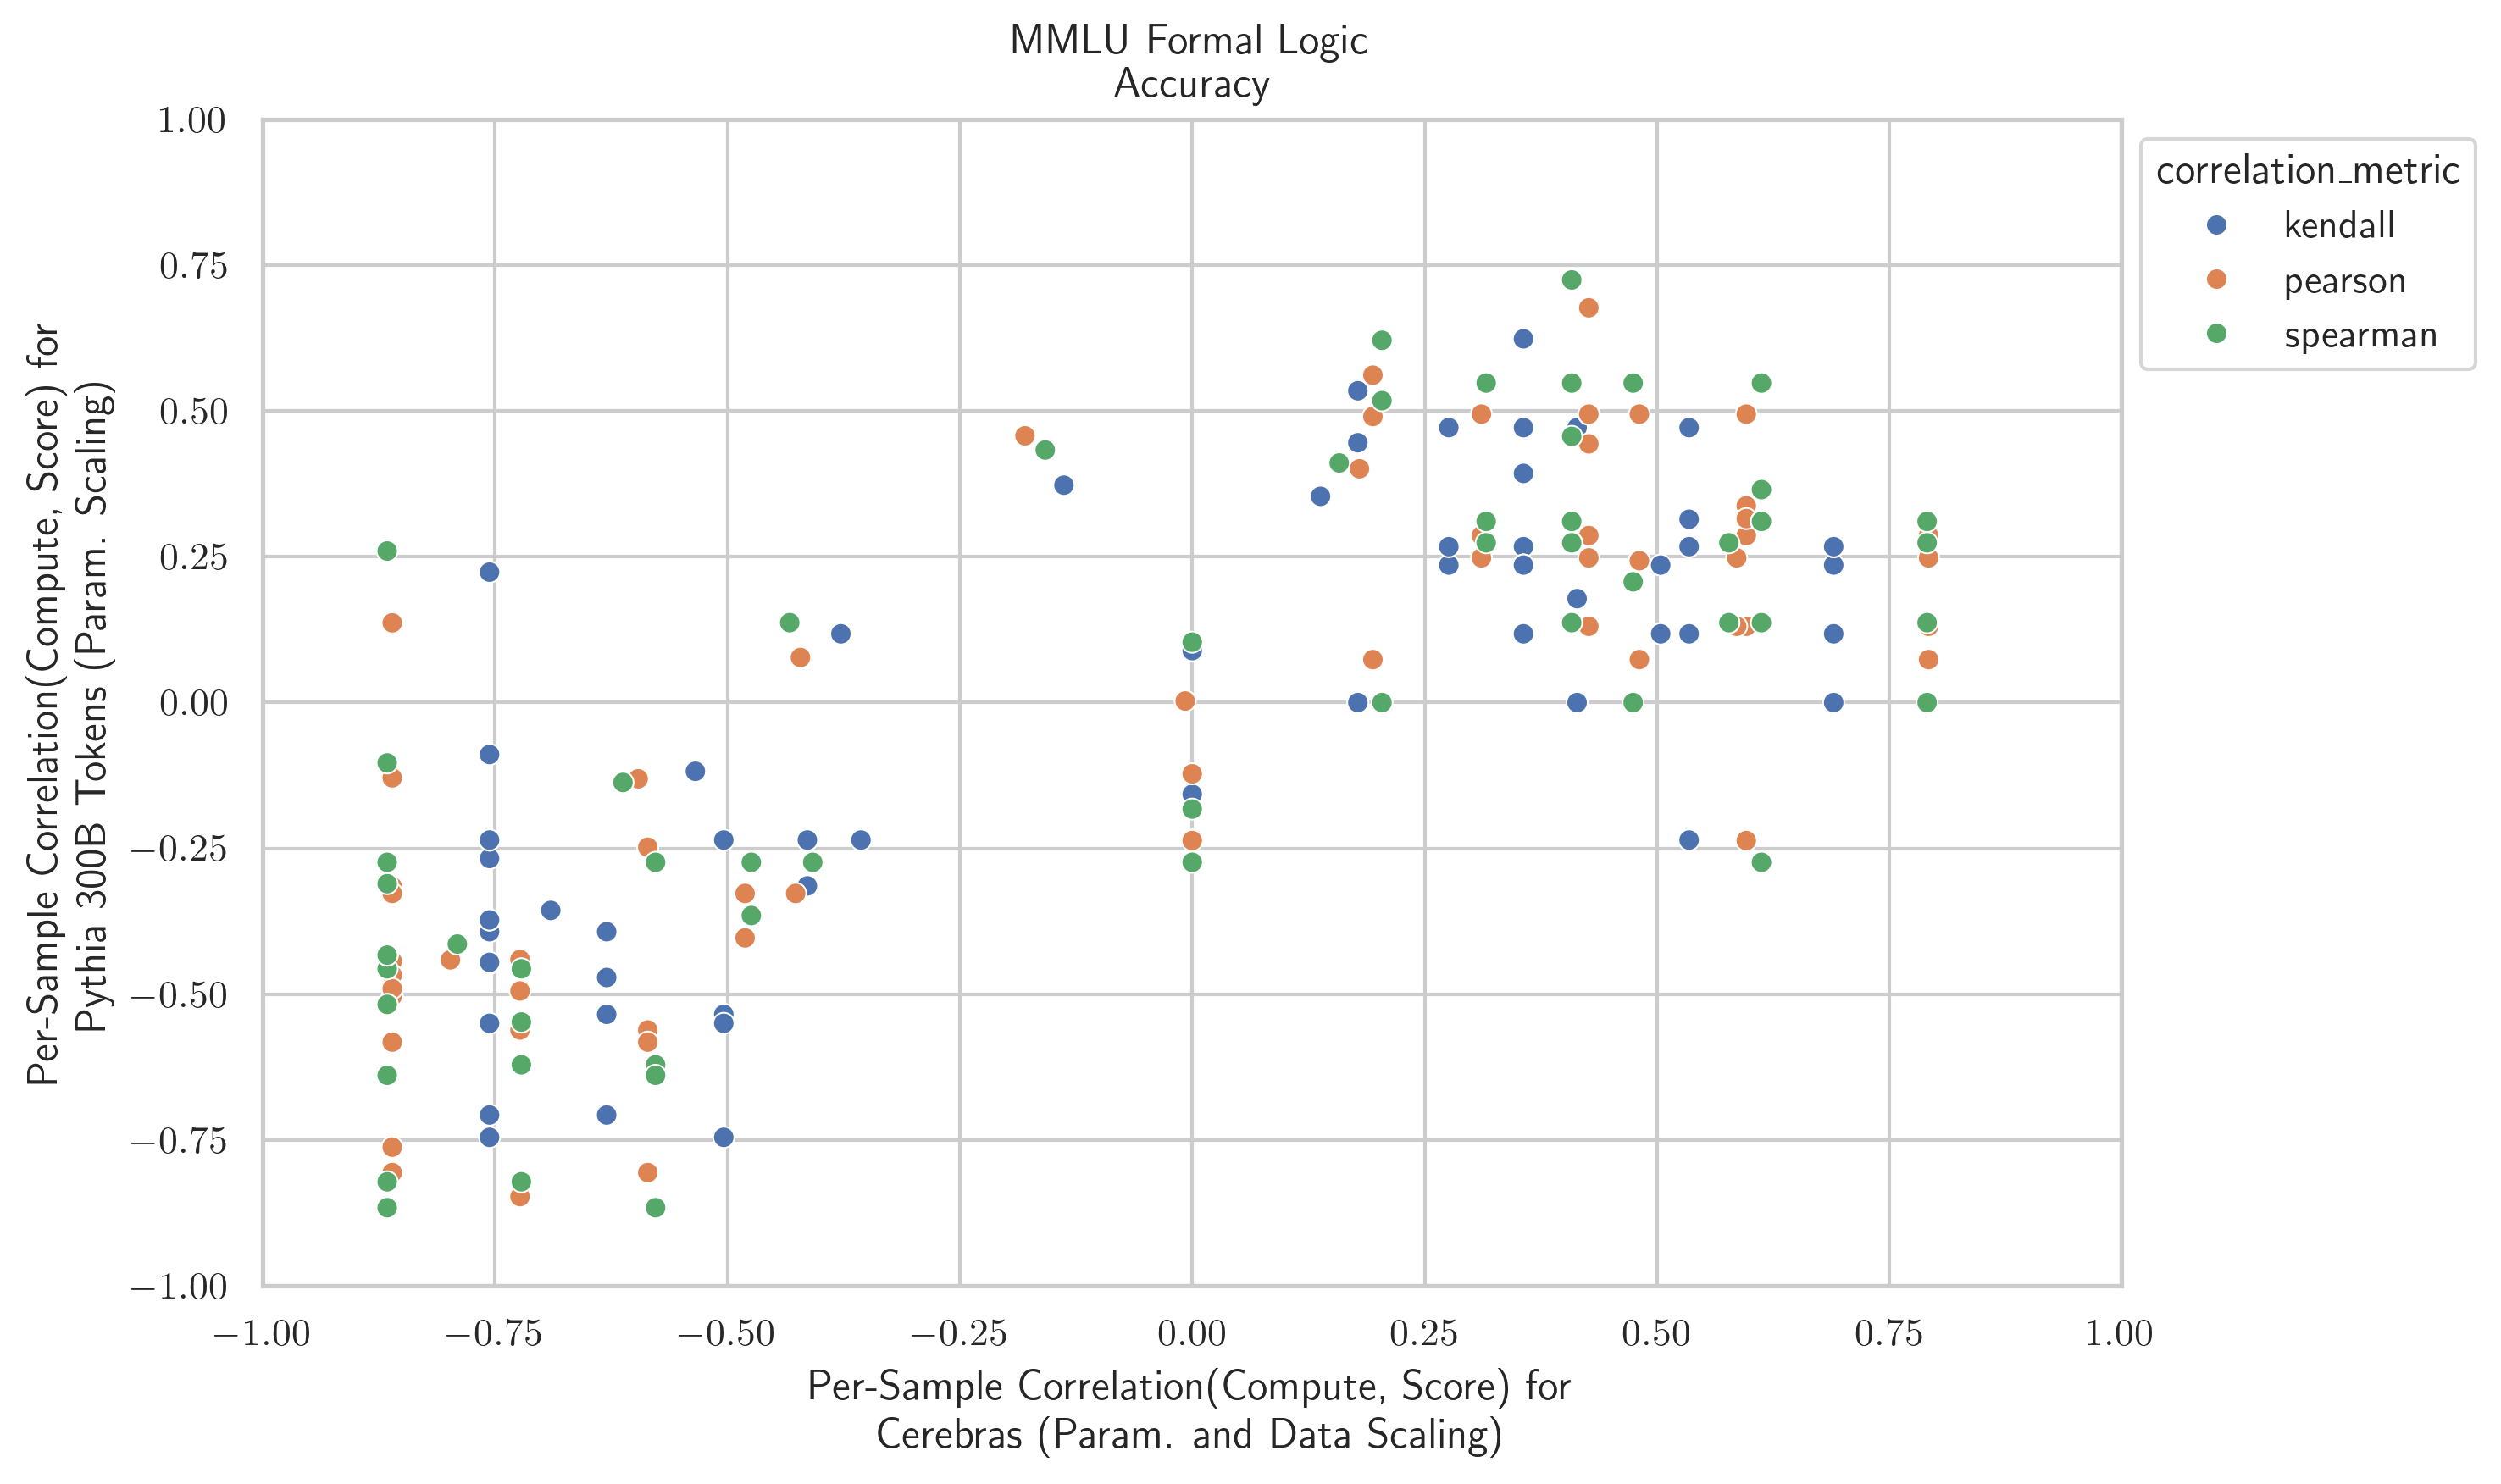 MMLU Formal Logic
Accuracy
1.00
0.75
0.50
0.25
0.00
−0.25
−0.50
−0.75
−1.00
Per-Sample Correlation(Compute, Score) for
Pythia 300B Tokens (Param. Scaling)
correlation_metric
kendall
pearson
spearman
−1.00 −0.75 −0.50 −0.25 0.00 0.25 0.50 0.75 1.00
Per-Sample Correlation(Compute, Score) for
Cerebras (Param. and Data Scaling)